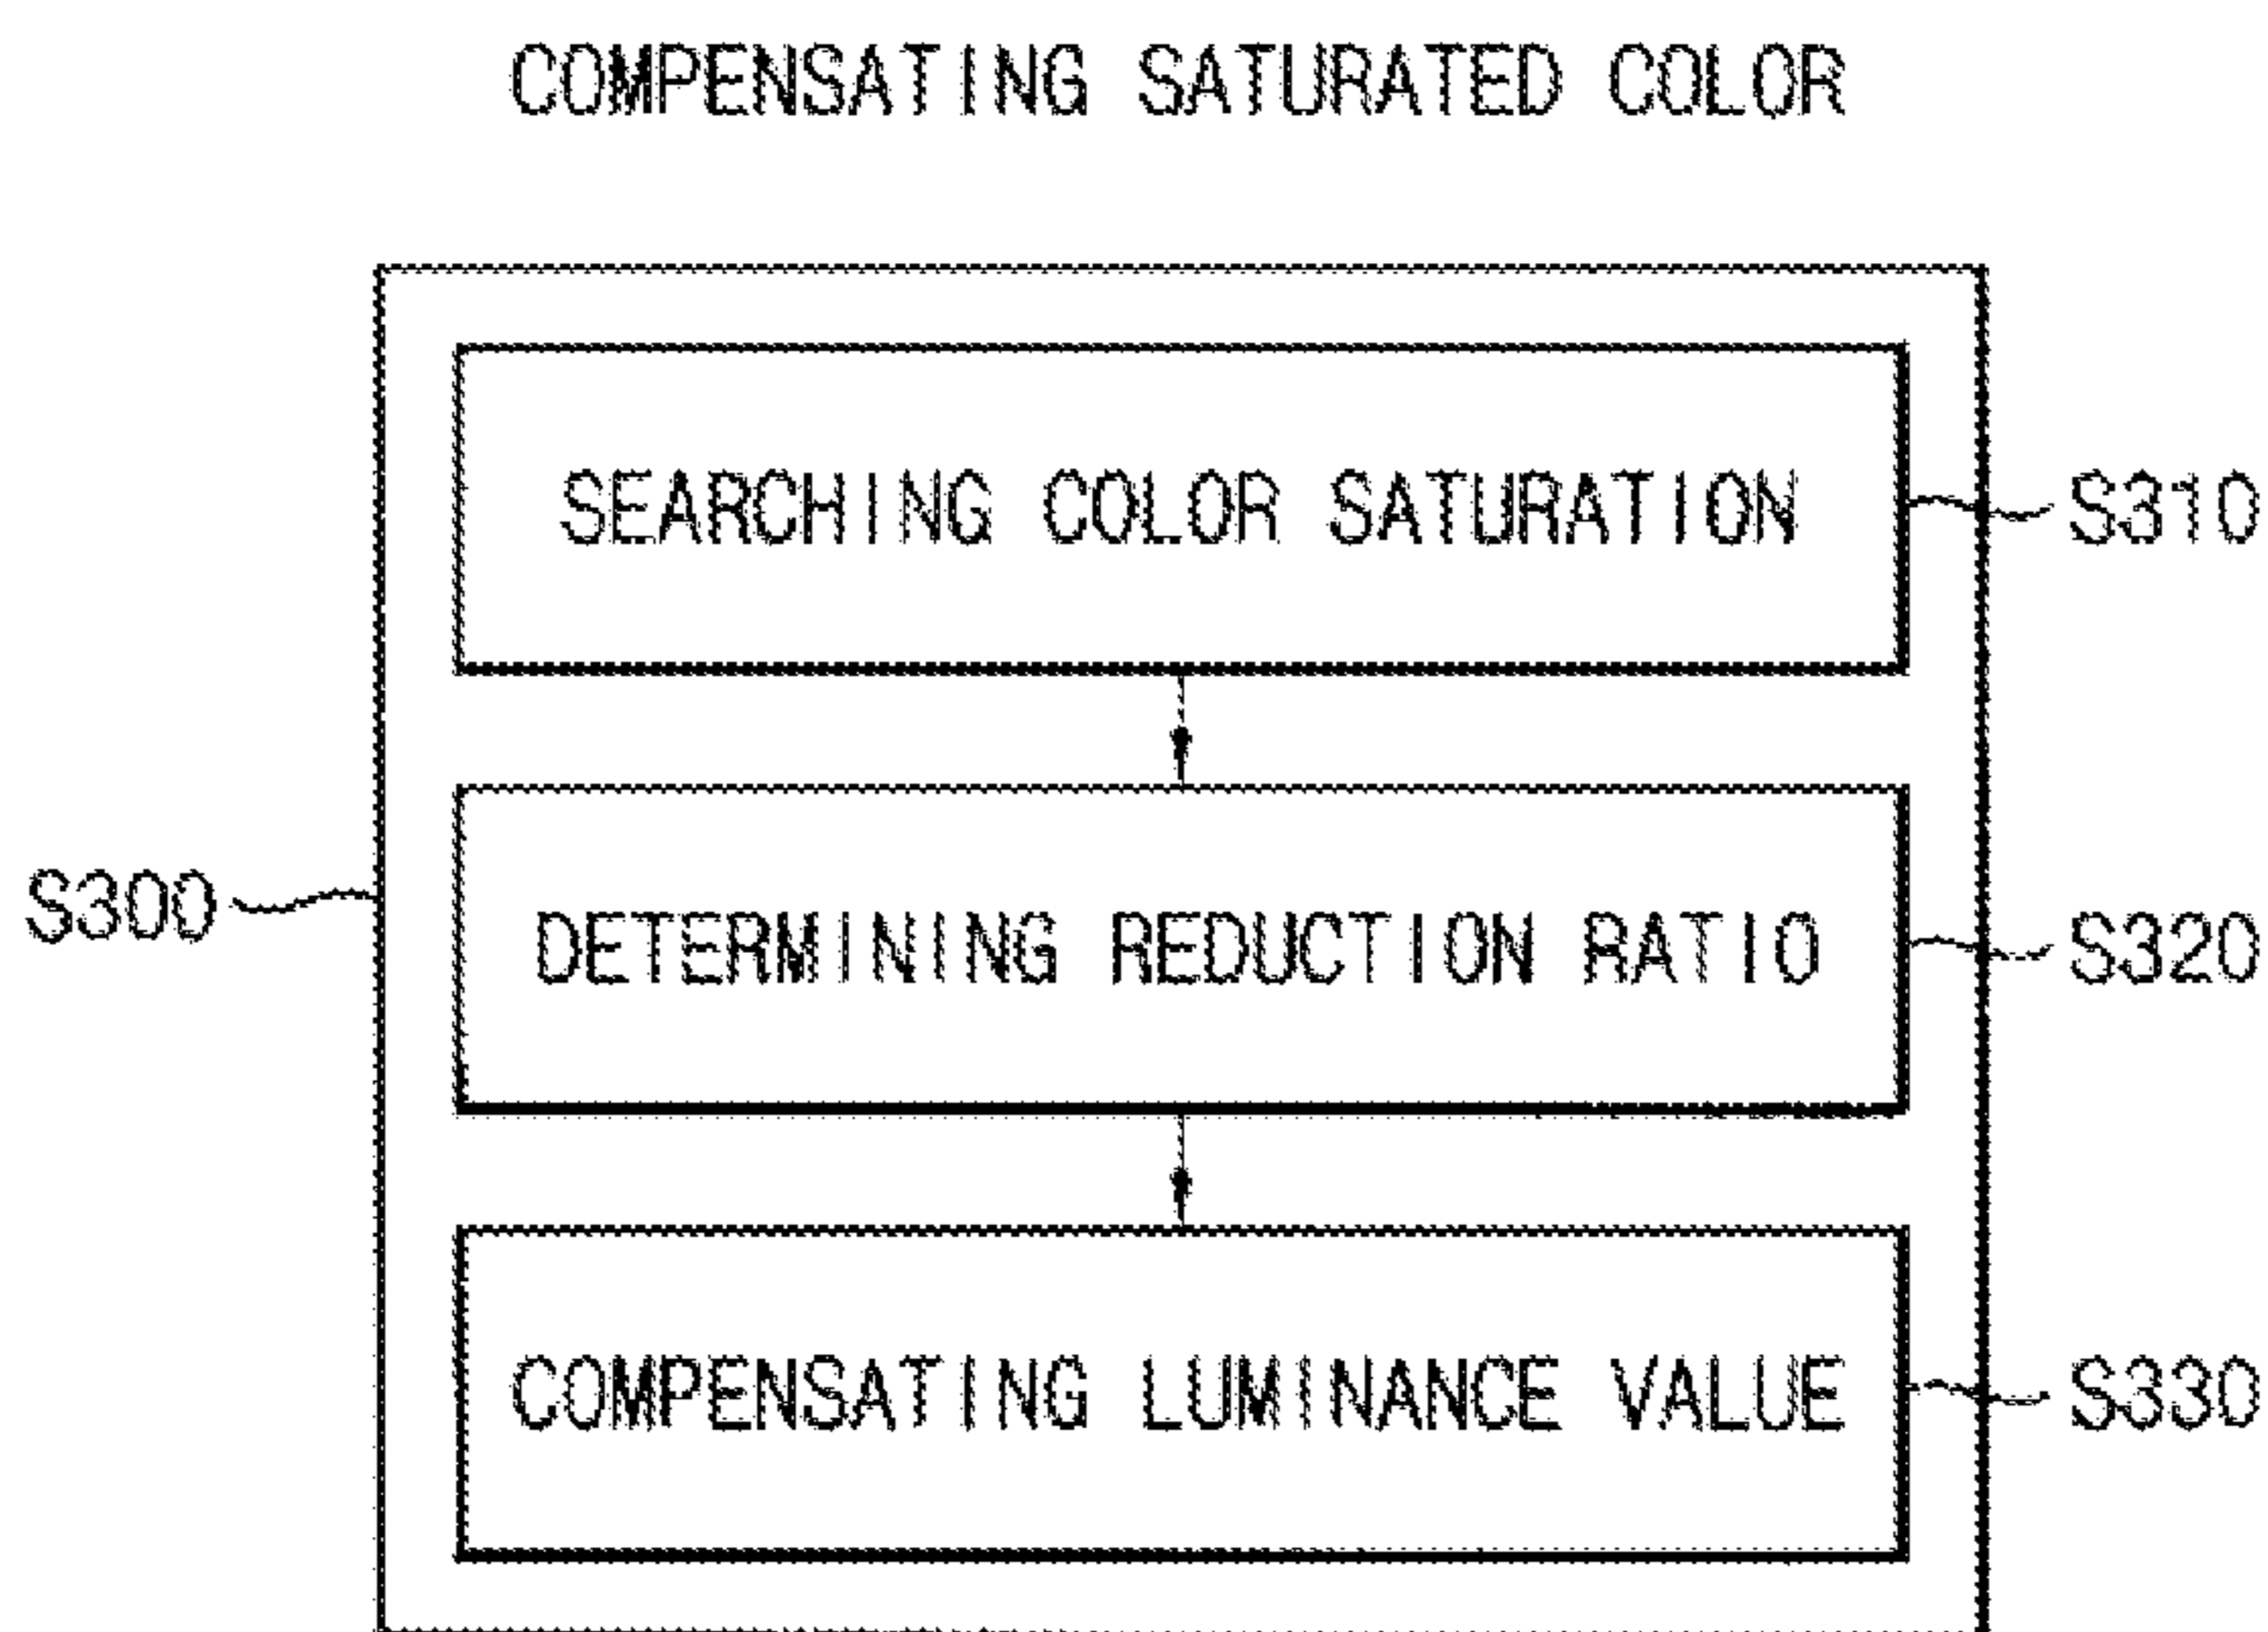 COMPENSATING SATURATED COLOR
SEARCHING COLOR SATURATION
S310
S300
DETERMINING REDUCTION RATIO
S320
COMPENSATING LUMINANCE VALUE
S330